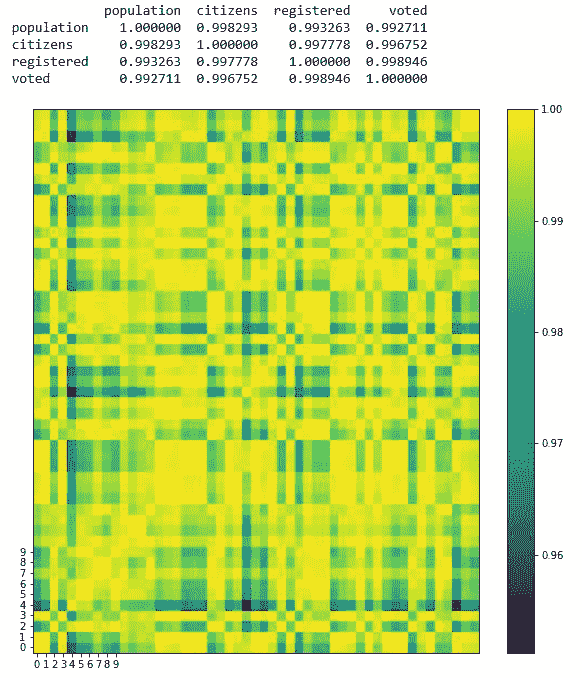 population citizens registered voted
population 1.000000 0.998293 0.993263 0.992711
citizens 0.998293 1.000000 0.997778 0.996752
registered 0.993263 0.997778 1.000000 0.998946
voted 0.992711 0.996752 0.998946 1.000000
1.00
0.99
0.98
0.97
0.96
9
8
7
6
5
4
3
2
1
0
0 1 2 3 4 5 6 7 8 9